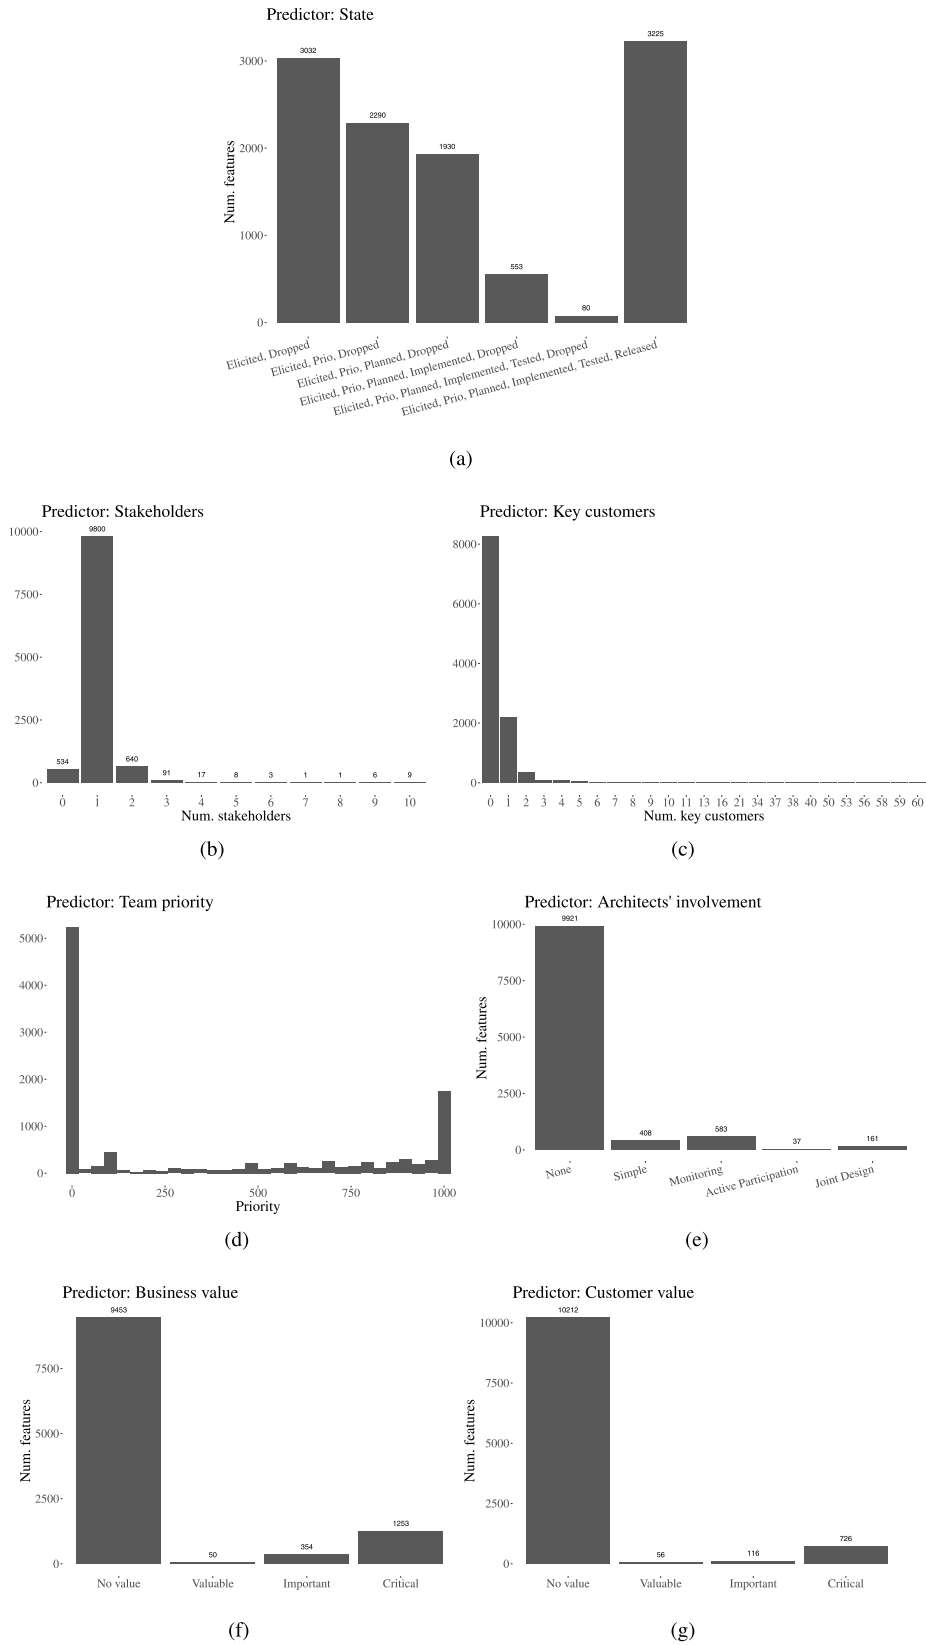 Predictor: State
3225
3032
3000
2290
1930
2000
Num. features
1000
553
80
0
Elicited, Dropped
Elicited, Prio, Dropped
Elicited, Prio, Planned, Dropped
Elicited, Prio, Planned, Implemented, Dropped
Elicited, Prio, Planned, Implemented, Tested, Dropped
Elicited, Prio, Planned, Implemented, Tested, Released
(a)
Predictor: Stakeholders
10000
9800
7500
5000
2500
534 640 91 17 8 3 1 1 6 9
0
0 1 2 3 4 5 6 7 8 9 10
Num. stakeholders
(b)
Predictor: Key customers
8000
6000
4000
2000
0
0 1 2 3 4 5 6 7 8 9 10 11 13 16 21 34 37 38 40 50 53 56 58 59 60
Num. key customers
(c)
Predictor: Team priority
5000
4000
3000
2000
1000
0
0 250 500 750 1000
Priority
(d)
Predictor: Architects' involvement
9921
10000
7500
Num. features
5000
2500
408 583 37 161
0
None Simple Monitoring Active Participation Joint Design
(e)
Predictor: Business value
9453
7500
5000
Num. features
2500
1253
50 354
0
No value Valuable Important Critical
(f)
Predictor: Customer value
10212
10000
7500
5000
Num. features
2500
726
56 116
0
No value Valuable Important Critical
(g)